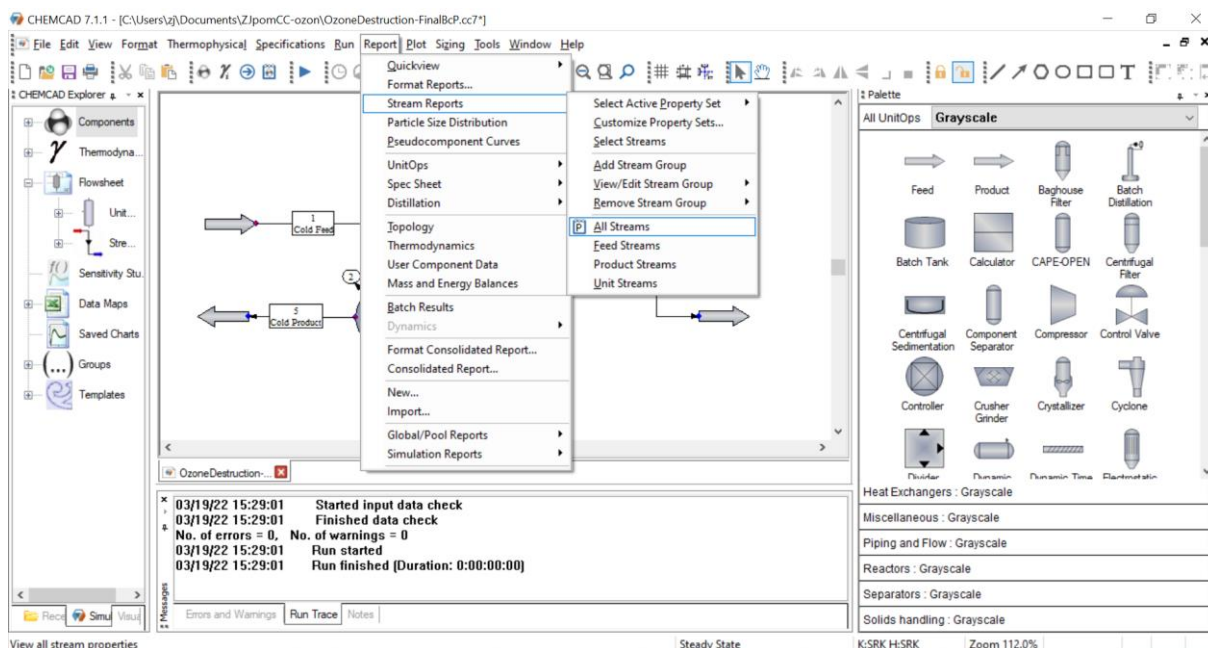 CHEMCAD 7.1.1 - [C:\Users\zj\Documents\ZJpomCC-ozon\OzoneDestruction-FinalBcP.cc7*]
File Edit View Format Thermophysical Specifications Run Report Plot Sizing Tools Window Help
CHEMCAD Explorer
Components
Thermodyna...
Flowsheet
Unit...
Stre...
Sensitivity Stu
Data Maps
Saved Charts
Groups
Templates
Rece
Simu
Visua
1
Cold Feed
2
5
Cold Product
OzoneDestruction-...
Quickview
Format Reports...
Stream Reports
Particle Size Distribution
Pseudocomponent Curves
UnitOps
Spec Sheet
Distillation
Topology
Thermodynamics
User Component Data
Mass and Energy Balances
Batch Results
Dynamics
Format Consolidated Report...
Consolidated Report...
New...
Import...
Global/Pool Reports
Simulation Reports
Select Active Property Set
Customize Property Sets...
Select Streams
Add Stream Group
View/Edit Stream Group
Remove Stream Group
P All Streams
Feed Streams
Product Streams
Unit Streams
Palette
All UnitOps Grayscale
Feed Product Baghouse Filter Batch Distillation
Batch Tank Calculator CAPE-OPEN Centrifugal Filter
Centrifugal Sedimentation Component Separator Compressor Control Valve
Controller Crusher Grinder Crystallizer Cyclone
Divider Dynamic Dynamic Time Electrostatic
Heat Exchangers : Grayscale
Miscellaneous : Grayscale
Piping and Flow : Grayscale
Reactors : Grayscale
Separators : Grayscale
Solids handling : Grayscale
Messages
03/19/22 15:29:01 Started input data check
03/19/22 15:29:01 Finished data check
No. of errors = 0, No. of warnings = 0
03/19/22 15:29:01 Run started
03/19/22 15:29:01 Run finished (Duration: 0:00:00:00)
Errors and Warnings Run Trace Notes
View all stream properties Steady State K:SRK H:SRK Zoom 112.0%